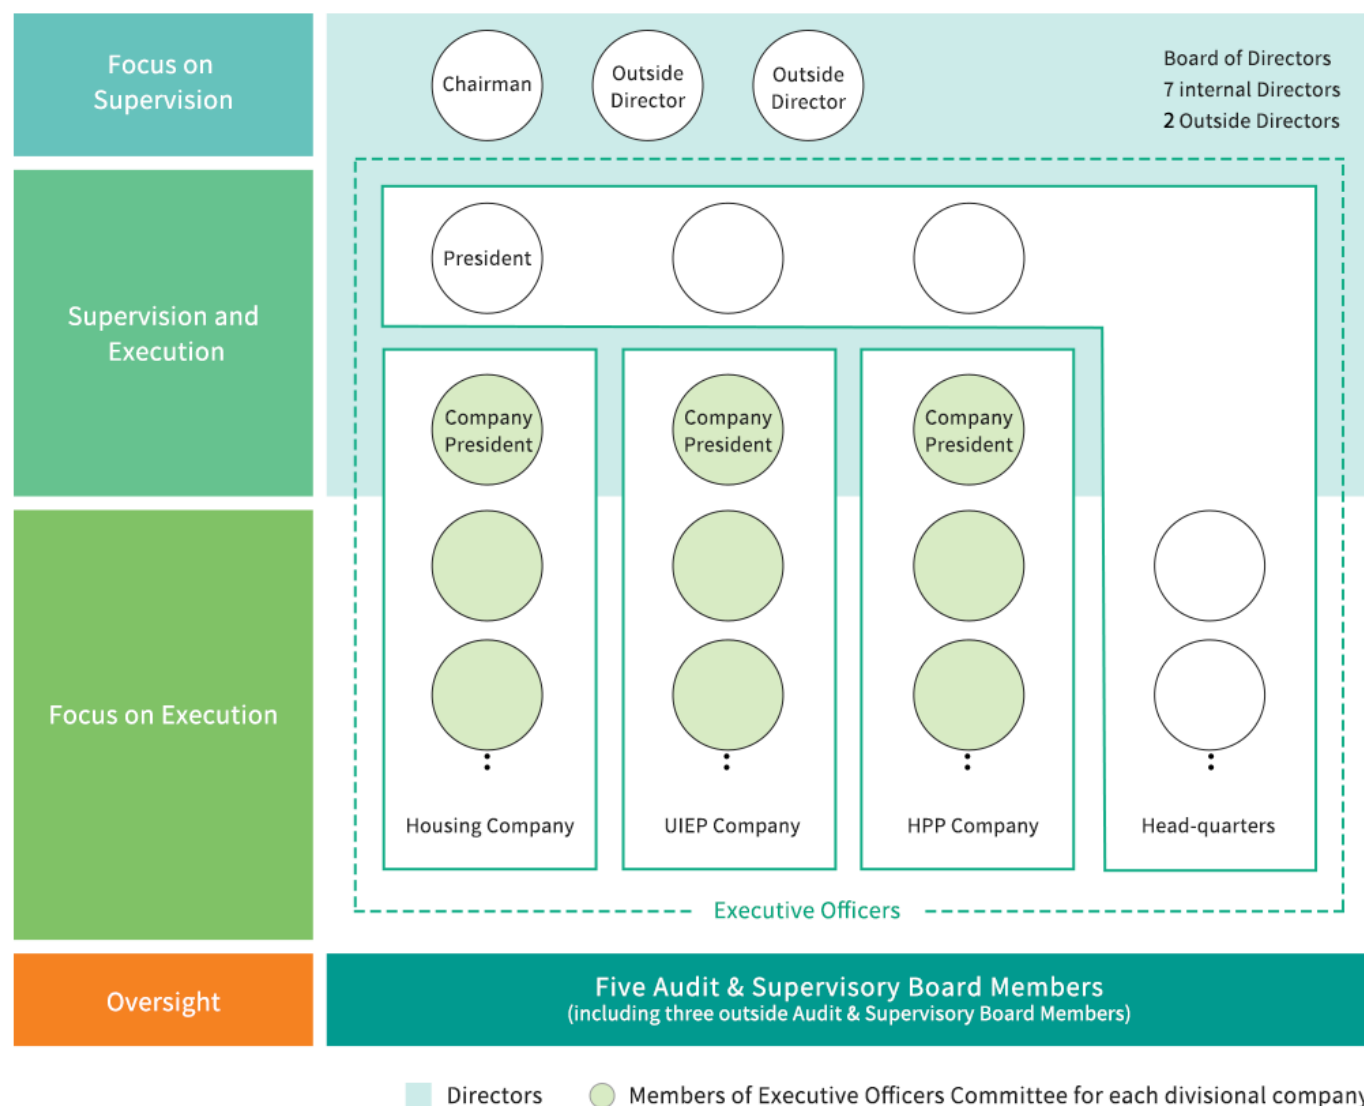 Focus on
Supervision
Chairman
Outside
Director
Outside
Director
Board of Directors
7 internal Directors
2 Outside Directors
Supervision and
Execution
President
Company
President
Company
President
Company
President
Focus on Execution
Housing Company
UIEP Company
HPP Company
Head-quarters
Executive Officers
Oversight
Five Audit & Supervisory Board Members
(including three outside Audit & Supervisory Board Members)
Directors
Members of Executive Officers Committee for each divisional company